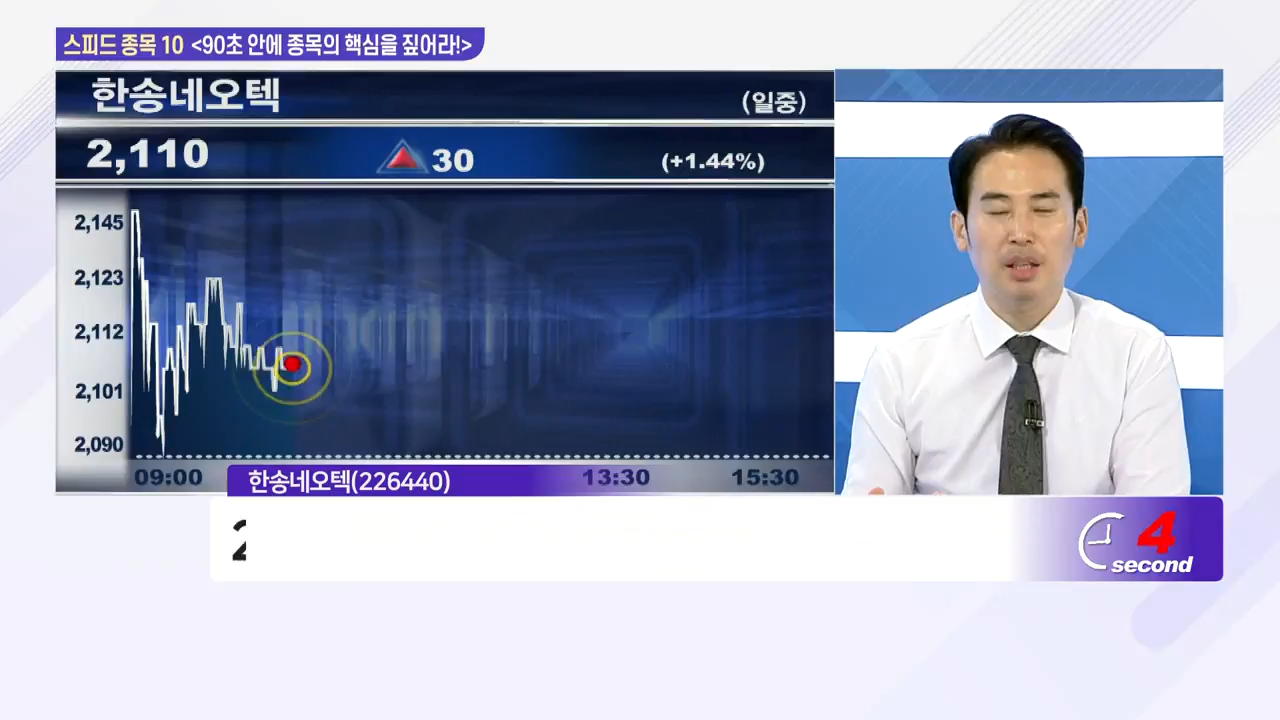 스피드 종목 10 <90초 안에 종목의 핵심을 짚어라!>
한송네오텍
(일중)
2,110
30
(+1.44%)
2,145
2,123
2,112
2,101
2,090
09:00
13:30
15:30
한송네오텍(226440)
4
second